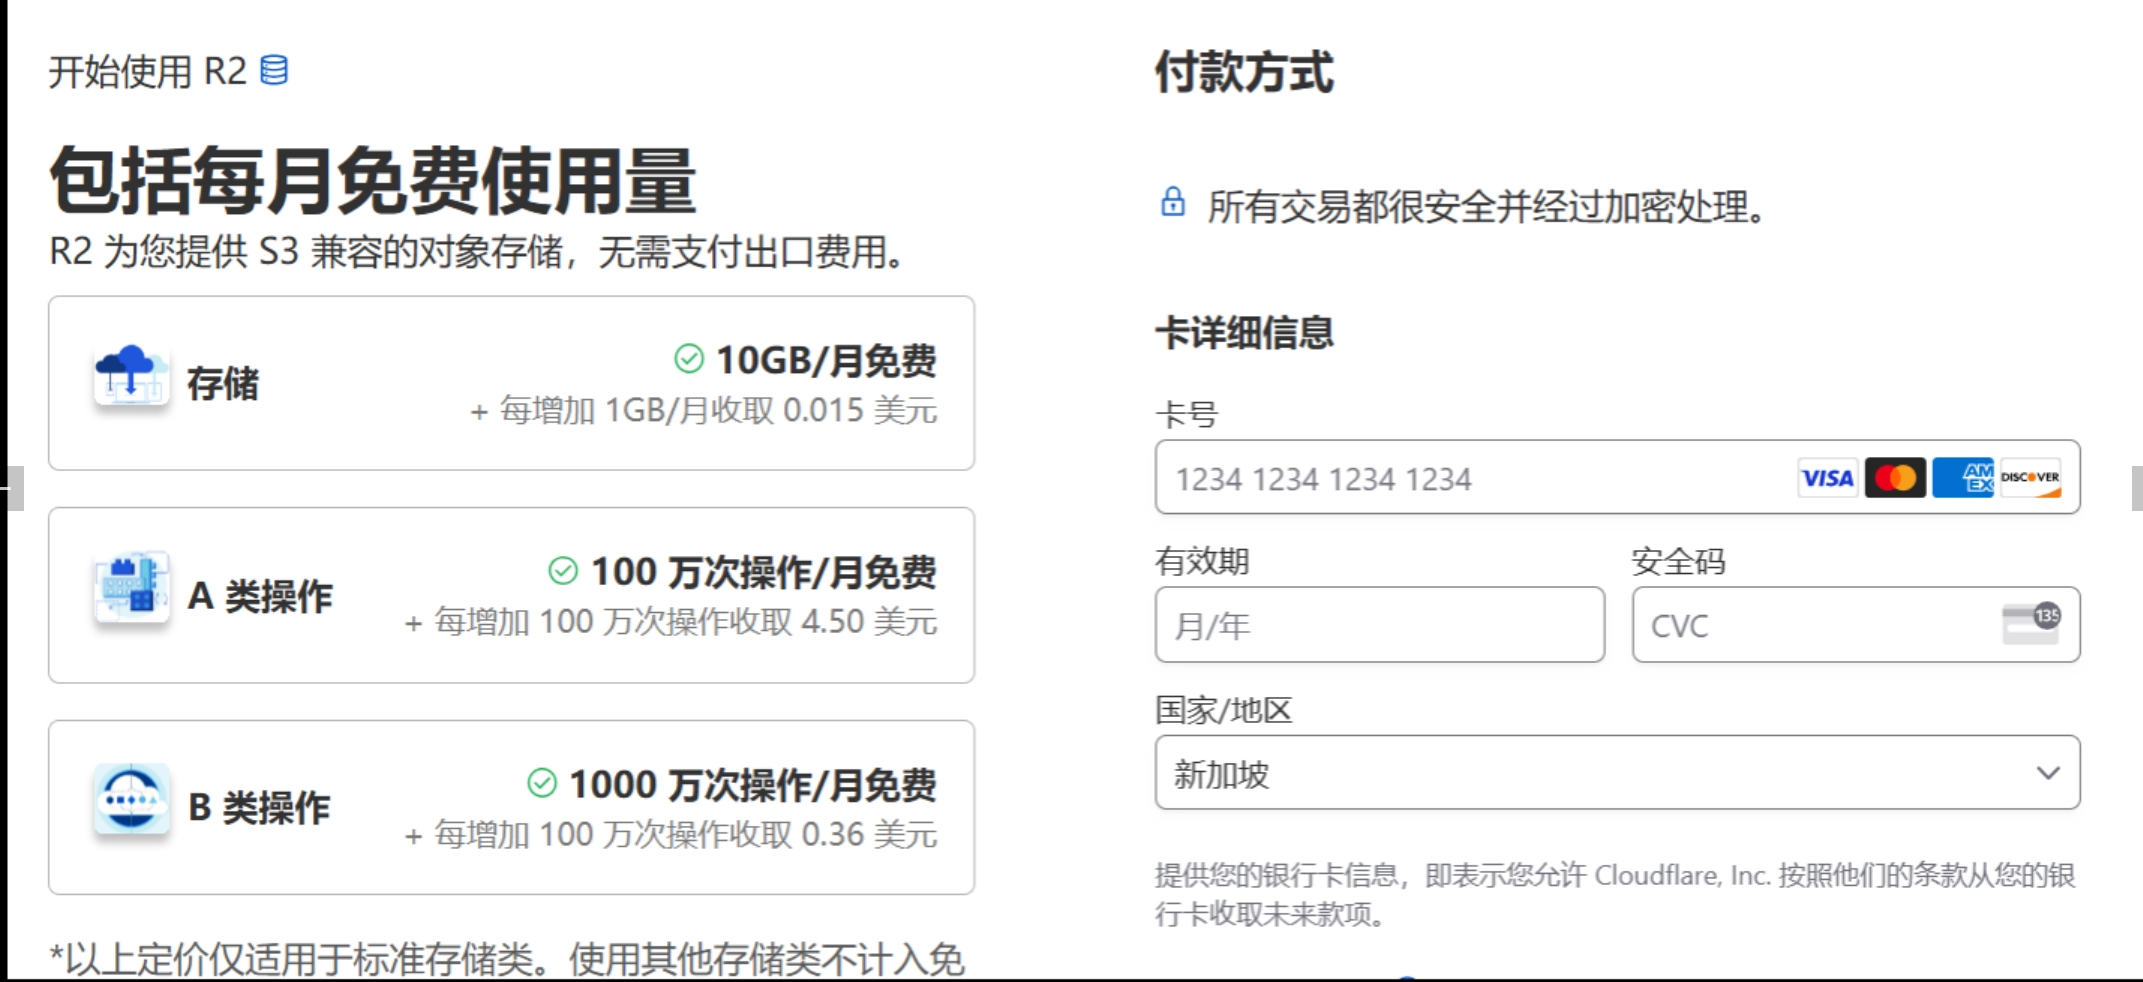 开始使用 R2
包括每月免费使用量
R2 为您提供 S3 兼容的对象存储，无需支付出口费用。
存储
10GB/月免费
+ 每增加 1GB/月收取 0.015 美元
A 类操作
100 万次操作/月免费
+ 每增加 100 万次操作收取 4.50 美元
B 类操作
1000 万次操作/月免费
+ 每增加 100 万次操作收取 0.36 美元
*以上定价仅适用于标准存储类。使用其他存储类不计入免
付款方式
所有交易都很安全并经过加密处理。
卡详细信息
卡号
1234 1234 1234 1234
VISA
AMEX
DISCOVER
有效期
安全码
月/年
CVC
135
国家/地区
新加坡
提供您的银行卡信息，即表示您允许 Cloudflare, Inc. 按照他们的条款从您的银
行卡收取未来款项。